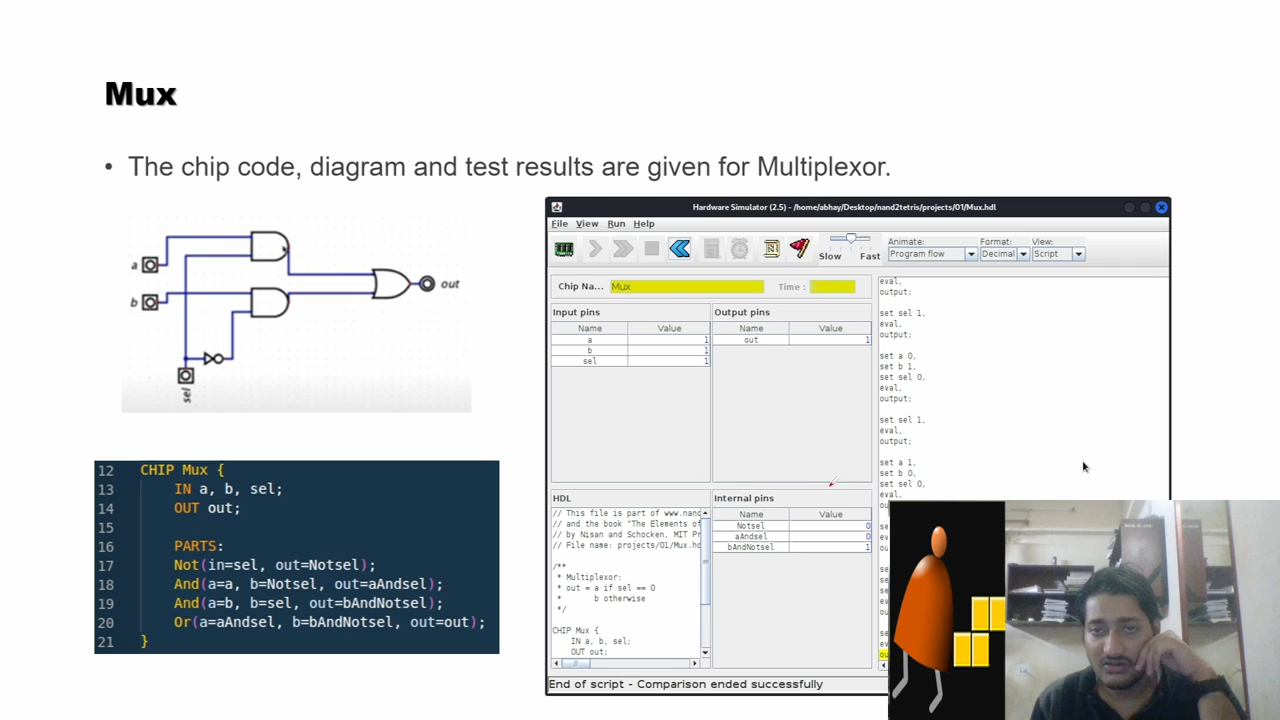 Mux
• The chip code, diagram and test results are given for Multiplexor.
a
b
sel
out
12 CHIP Mux {
13 IN a, b, sel;
14 OUT out;
15
16 PARTS:
17 Not(in=sel, out=Notsel);
18 And(a=a, b=Notsel, out=aAndsel);
19 And(a=b, b=sel, out=bAndNotsel);
20 Or(a=aAndsel, b=bAndNotsel, out=out);
21 }
Hardware Simulator (2.5) - /home/abhay/Desktop/nand2tetris/projects/01/Mux.hdl
File View Run Help
Slow Fast
Animate: Format: View:
Program flow Decimal Script
Chip Na... Mux Time :
Input pins
Name Value
a 1
b 1
sel 1
Output pins
Name Value
out 1
HDL
// This file is part of www.nand
// and the book "The Elements of
// by Nisan and Schocken, MIT Pr
// File name: projects/01/Mux.hd
/**
* Multiplexor:
* out = a if sel == 0
* b otherwise
*/
CHIP Mux {
IN a, b, sel;
OUT out;
Internal pins
Name Value
Notsel 0
aAndsel 0
bAndNotsel 1
eval,
output;
set sel 1,
eval,
output;
set a 0,
set b 1,
set sel 0,
eval,
output;
set sel 1,
eval,
output;
set a 1,
set b 0,
set sel 0,
eval,
End of script - Comparison ended successfully